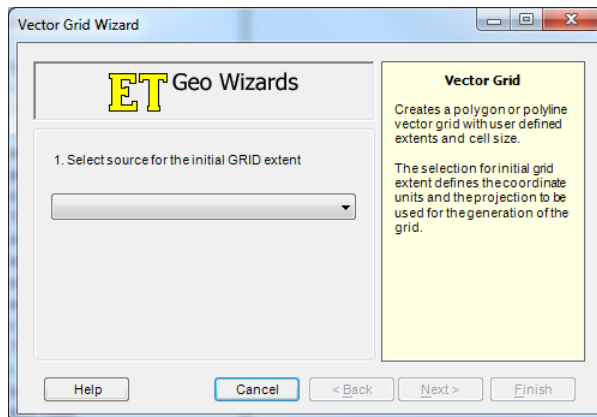 Vector Grid Wizard
ET Geo Wizards
1. Select source for the initial GRID extent
Vector Grid
Creates a polygon or polyline
vector grid with user defined
extents and cell size.
The selection for initial grid
extent defines the coordinate
units and the projection to be
used for the generation of the
grid.
Help
Cancel
< Back
Next >
Finish